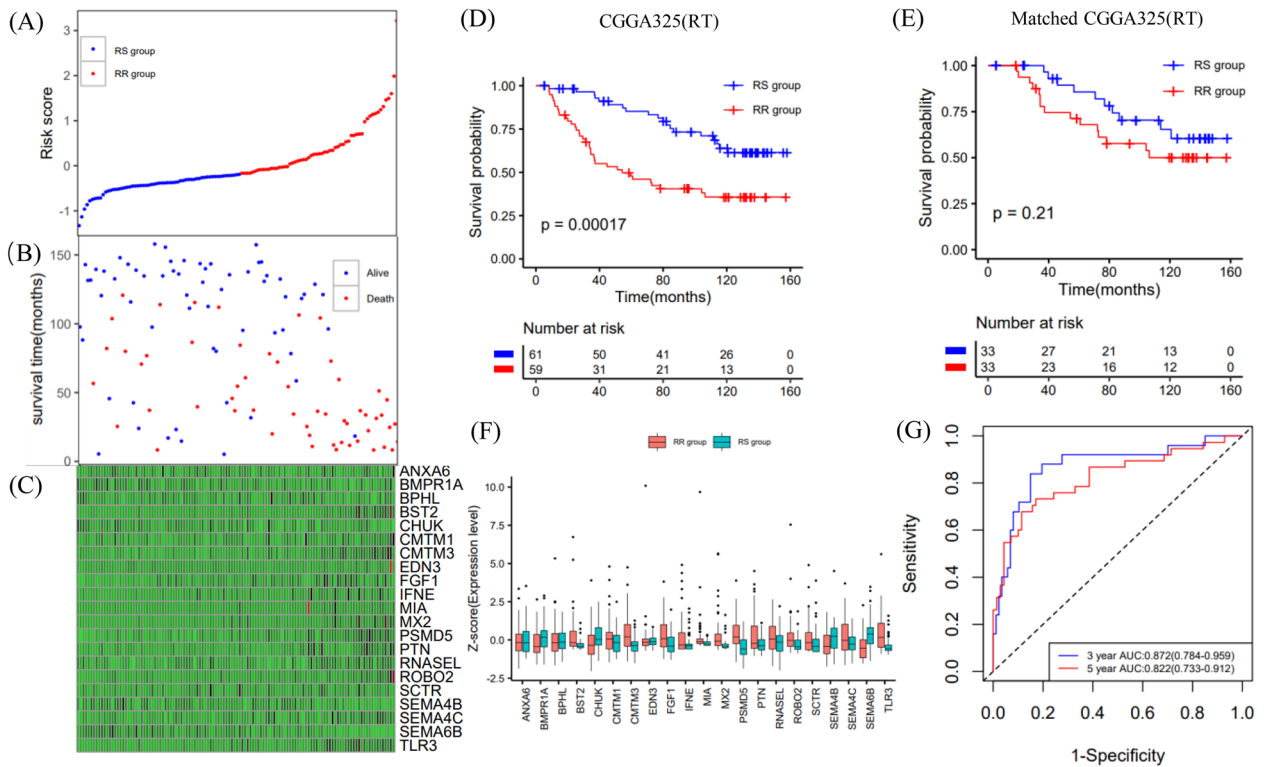 (A)
Risk score
3
2
1
0
-1
RS group
RR group
(B)
survival time(months)
150
100
50
0
Alive
Death
(C)
ANXA6
BMPR1A
BPHL
BST2
CHUK
CMTM1
CMTM3
EDN3
FGF1
IFNE
MIA
MX2
PSMD5
PTN
RNASEL
ROBO2
SCTR
SEMA4B
SEMA4C
SEMA6B
TLR3
(D)
CGGA325(RT)
Survival probability
1.00
0.75
0.50
0.25
0.00
RS group
RR group
p = 0.00017
0 40 80 120 160
Time(months)
Number at risk
61 50 41 26 0
59 31 21 13 0
0 40 80 120 160
(E)
Matched CGGA325(RT)
Survival probability
1.00
0.75
0.50
0.25
0.00
RS group
RR group
p = 0.21
0 40 80 120 160
Time(months)
Number at risk
33 27 21 13 0
33 23 16 12 0
0 40 80 120 160
(F)
RR group RS group
Z-score(Expression level)
10.0
7.5
5.0
2.5
0.0
-2.5
ANXA6
BMPR1A
BPHL
BST2
CHUK
CMTM1
CMTM3
EDN3
FGF1
IFNE
MIA
MX2
PSMD5
PTN
RNASEL
ROBO2
SCTR
SEMA4B
SEMA4C
SEMA6B
TLR3
(G)
Sensitivity
1.0
0.8
0.6
0.4
0.2
0.0
3 year AUC:0.872(0.784-0.959)
5 year AUC:0.822(0.733-0.912)
0.0 0.2 0.4 0.6 0.8 1.0
1-Specificity